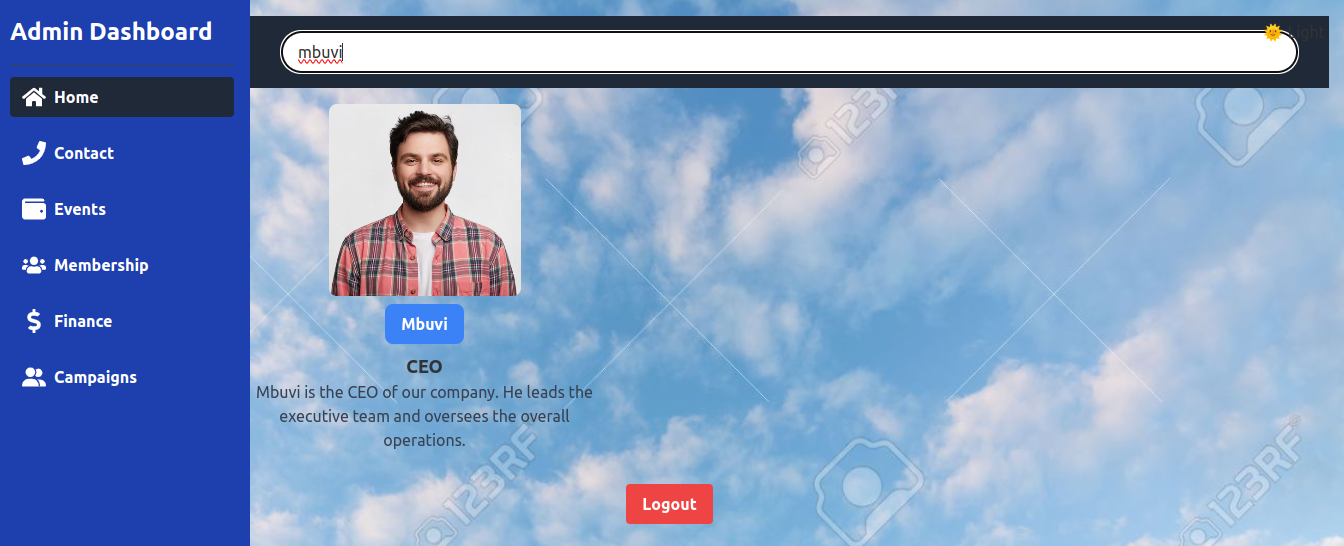 Admin Dashboard
mbuvi
Light
Home
Contact
Events
Membership
Finance
Campaigns
Mbuvi
CEO
Mbuvi is the CEO of our company. He leads the
executive team and oversees the overall
operations.
Logout
123RF
123RF
123RF
123RF